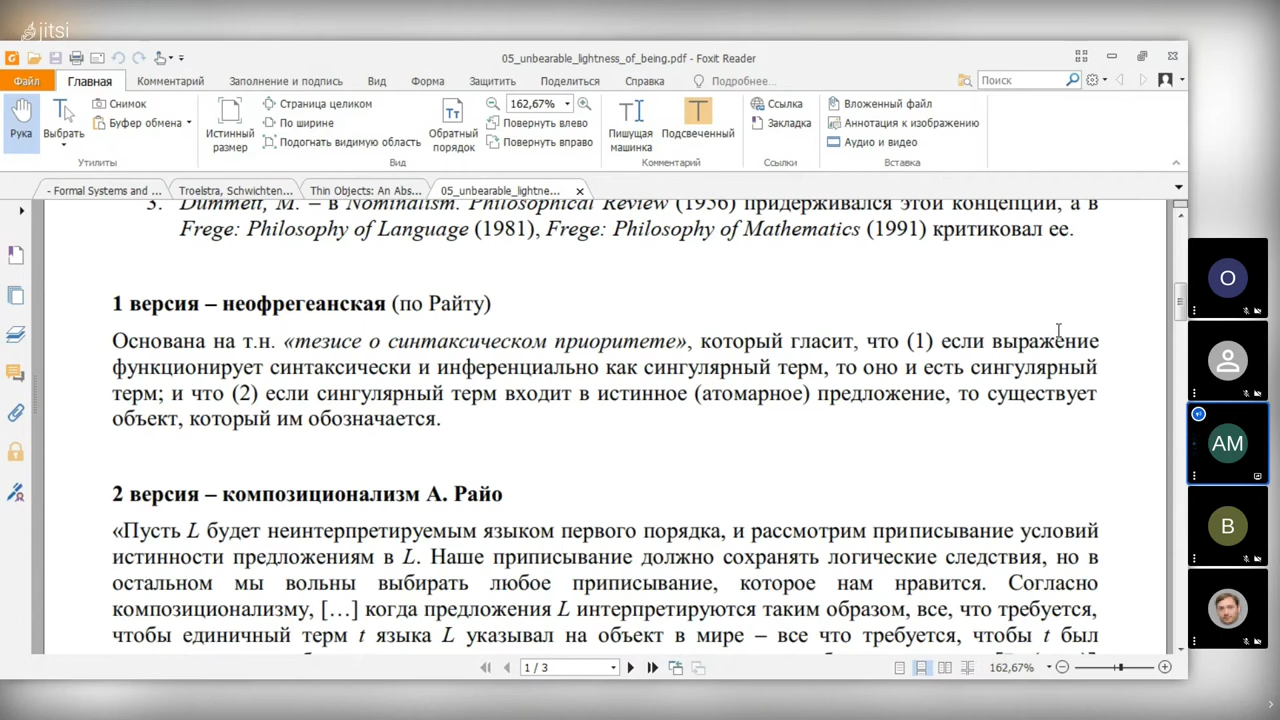 jitsi
05_unbearable_lightness_of_being.pdf - Foxit Reader
Файл Главная Комментарий Заполнение и подпись Вид Форма Защитить Поделиться Справка Подробнее... Поиск
Рука
Выбрать
Снимок
Буфер обмена
Утилиты
Истинный размер
Страница целиком
По ширине
Подогнать видимую область
Обратный порядок
162,67%
Повернуть влево
Повернуть вправо
Вид
Пишущая машинка
Подсвеченный
Комментарий
Ссылка
Закладка
Ссылки
Вложенный файл
Аннотация к изображению
Аудио и видео
Вставка
- Formal Systems and ... Troelstra, Schwichten... Thin Objects: An Abs... 05_unbearable_lightne...
3. Dummett, M. – в Nominalism. Philosophical Review (1956) придерживался этой концепции, а в
Frege: Philosophy of Language (1981), Frege: Philosophy of Mathematics (1991) критиковал ее.
1 версия – неофрегеанская (по Райту)
Основана на т.н. «тезисе о синтаксическом приоритете», который гласит, что (1) если выражение
функционирует синтаксически и инференциально как сингулярный терм, то оно и есть сингулярный
терм; и что (2) если сингулярный терм входит в истинное (атомарное) предложение, то существует
объект, который им обозначается.
2 версия – композиционализм А. Райо
«Пусть L будет неинтерпретируемым языком первого порядка, и рассмотрим приписывание условий
истинности предложениям в L. Наше приписывание должно сохранять логические следствия, но в
остальном мы вольны выбирать любое приписывание, которое нам нравится. Согласно
композиционализму, […] когда предложения L интерпретируются таким образом, все, что требуется,
чтобы единичный терм t языка L указывал на объект в мире – все что требуется, чтобы t был
1 / 3
162,67%
O
AM
B